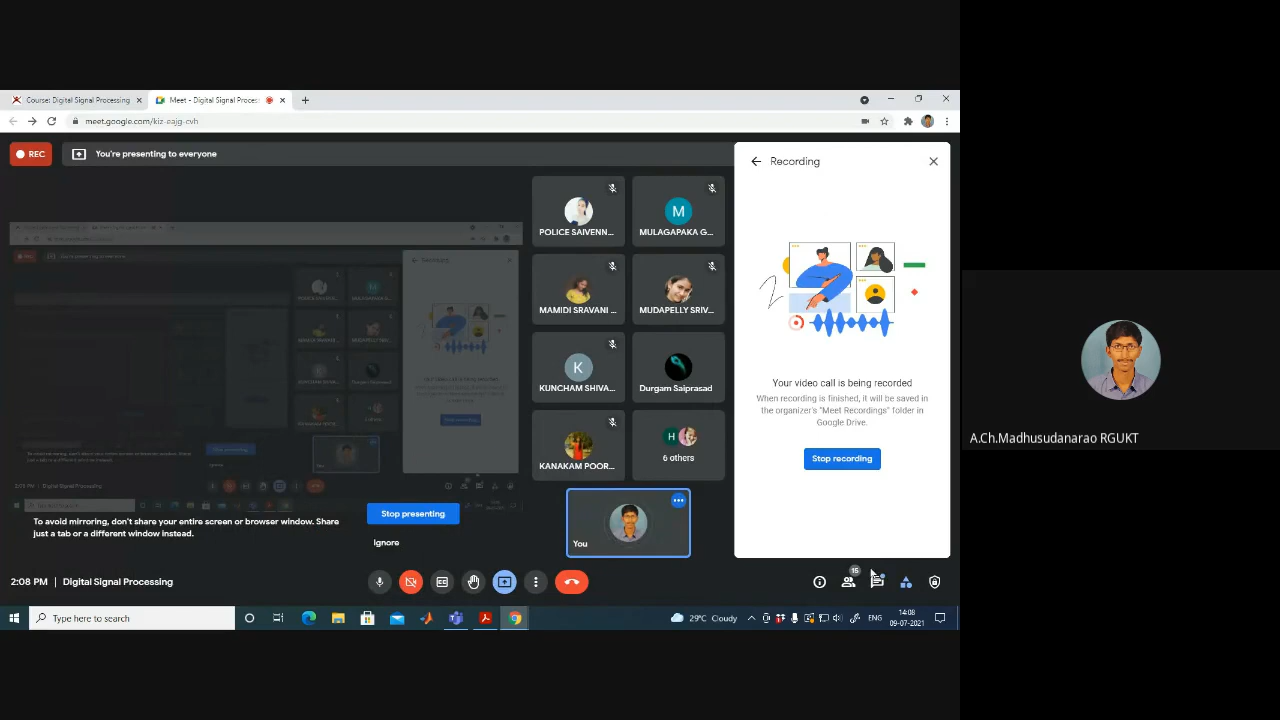 Course: Digital Signal Processing
Meet - Digital Signal Proces
meet.google.com/kiz-eajg-cvh
REC
You're presenting to everyone
Recording
POLICE SAIVENN...
M
MULAGAPAKA G...
MAMIDI SRAVANI ...
MUDAPELLY SRIV...
K
KUNCHAM SHIVA...
Durgam Saiprasad
KANAKAM POOR...
H
6 others
Your video call is being recorded
When recording is finished, it will be saved in
the organizer's "Meet Recordings" folder in
Google Drive.
Stop recording
To avoid mirroring, don't share your entire screen or browser window. Share
just a tab or a different window instead.
Stop presenting
Ignore
You
2:08 PM | Digital Signal Processing
15
Type here to search
29°C Cloudy
ENG
14:08
09-07-2021
A.Ch.Madhusudanarao RGUKT